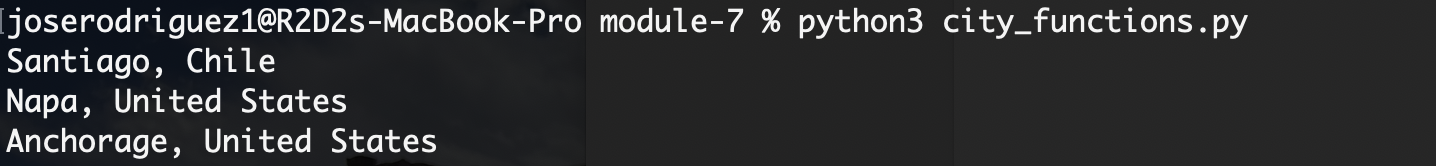 [joserodriguez1@R2D2s-MacBook-Pro module-7 % python3 city_functions.py
Santiago, Chile
Napa, United States
Anchorage, United States